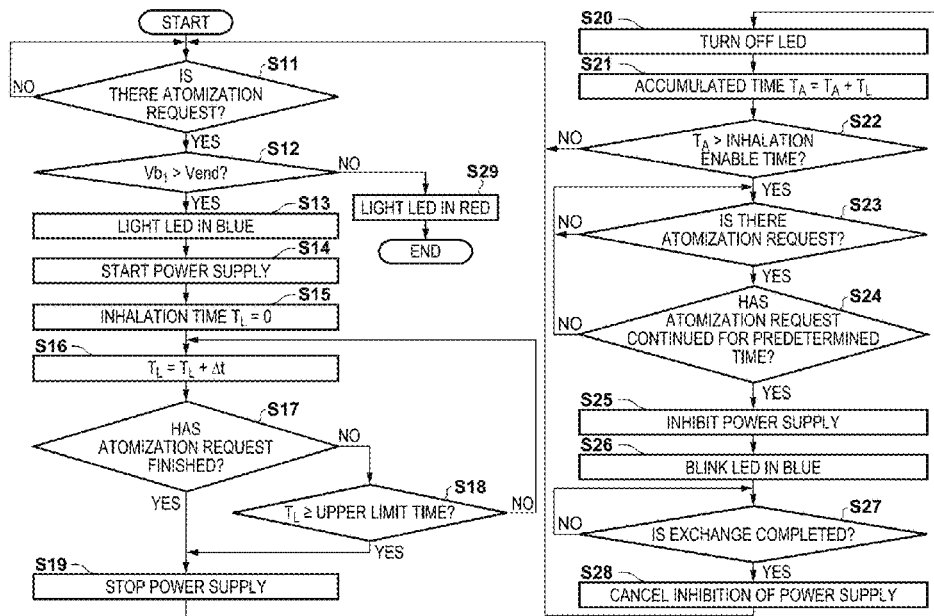 START
S11
IS
THERE ATOMIZATION
REQUEST?
NO
YES
S12
Vb1 > Vend?
NO
YES
S29
LIGHT LED IN RED
END
S13
LIGHT LED IN BLUE
S14
START POWER SUPPLY
S15
INHALATION TIME TL = 0
S16
TL = TL + Δt
S17
HAS
ATOMIZATION REQUEST
FINISHED?
NO
YES
S18
TL ≥ UPPER LIMIT TIME?
NO
YES
S19
STOP POWER SUPPLY
S20
TURN OFF LED
S21
ACCUMULATED TIME TA = TA + TL
S22
TA > INHALATION
ENABLE TIME?
NO
YES
S23
IS THERE
ATOMIZATION REQUEST?
NO
YES
S24
HAS
ATOMIZATION REQUEST
CONTINUED FOR PREDETERMINED
TIME?
NO
YES
S25
INHIBIT POWER SUPPLY
S26
BLINK LED IN BLUE
S27
IS EXCHANGE COMPLETED?
NO
YES
S28
CANCEL INHIBITION OF POWER SUPPLY